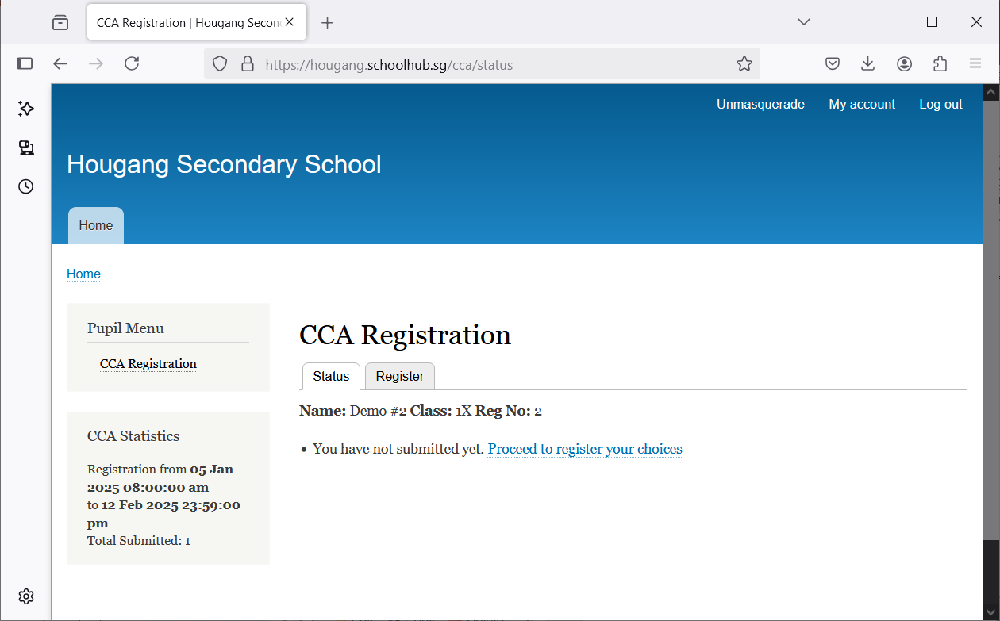 CCA Registration | Hougang Secon
https://hougang.schoolhub.sg/cca/status
Unmasquerade My account Log out
Hougang Secondary School
Home
Home
Pupil Menu
CCA Registration
CCA Statistics
Registration from 05 Jan
2025 08:00:00 am
to 12 Feb 2025 23:59:00
pm
Total Submitted: 1
CCA Registration
Status Register
Name: Demo #2 Class: 1X Reg No: 2
• You have not submitted yet. Proceed to register your choices